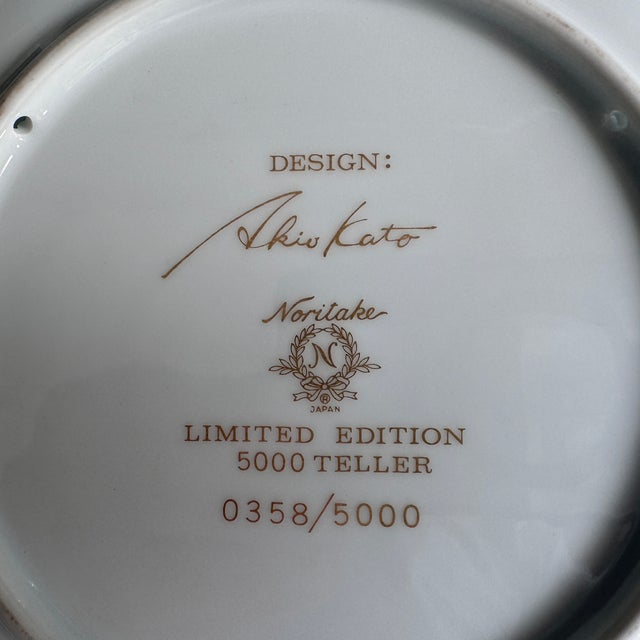 DESIGN:
Akio Kato
Noritake
N
®
JAPAN
LIMITED EDITION
5000 TELLER
0358/5000